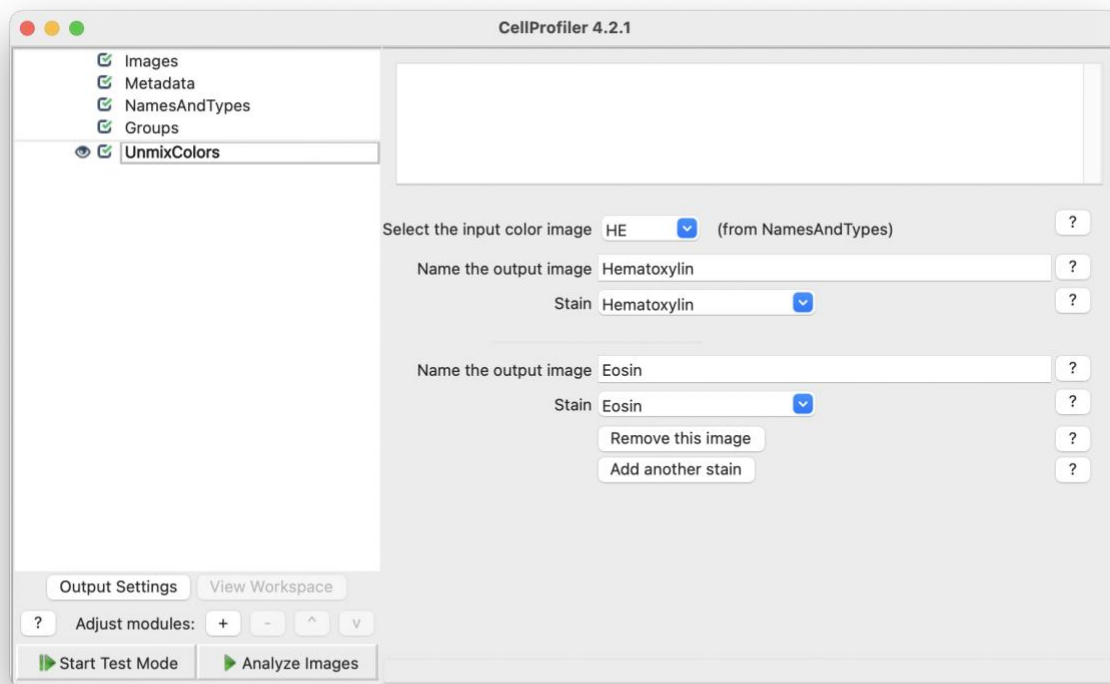 CellProfiler 4.2.1
Images
Metadata
NamesAndTypes
Groups
UnmixColors
Select the input color image HE (from NamesAndTypes) ?
Name the output image Hematoxylin ?
Stain Hematoxylin ?
Name the output image Eosin ?
Stain Eosin ?
Remove this image ?
Add another stain ?
Output Settings View Workspace
? Adjust modules: + - ^ v
Start Test Mode Analyze Images